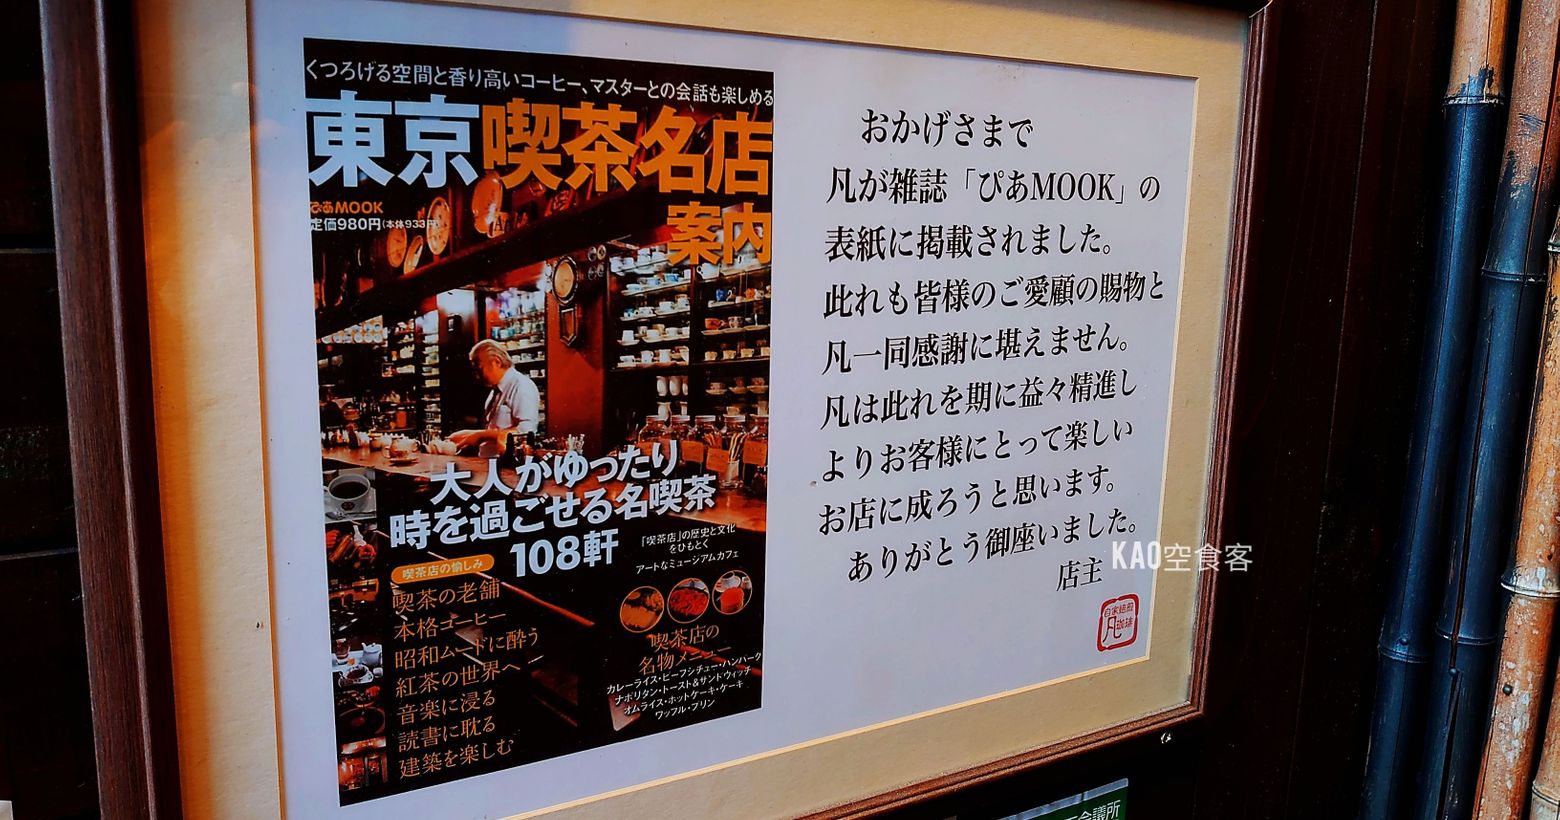 くつろげる空間と香り高いコーヒー、マスターとの会話も楽しめる
東京喫茶名店
案内
ぴあMOOK
定価980円(本体933円)
大人がゆったり
時を過ごせる名喫茶
108軒
「喫茶店」の歴史と文化
をひもとく
アートなミュージアムカフェ
喫茶店の愉しみ
喫茶の老舗
本格コーヒー
昭和ムードに酔う
紅茶の世界へ
音楽に浸る
読書に耽る
建築を楽しむ
喫茶店の
名物メニュー
カレーライス・ビーフシチュー・ハンバーグ
ナポリタン・トースト&サンドウィッチ
オムライス・ホットケーキ・ケーキ
ワッフル・プリン
おかげさまで
凡が雑誌「ぴあMOOK」の
表紙に掲載されました。
此れも皆様のご愛顧の賜物と
凡一同感謝に堪えません。
凡は此れを期に益々精進し
よりお客様にとって楽しい
お店に成ろうと思います。
ありがとう御座いました。
店主
自家焙煎
凡珈琲
KAO空食客
会議所